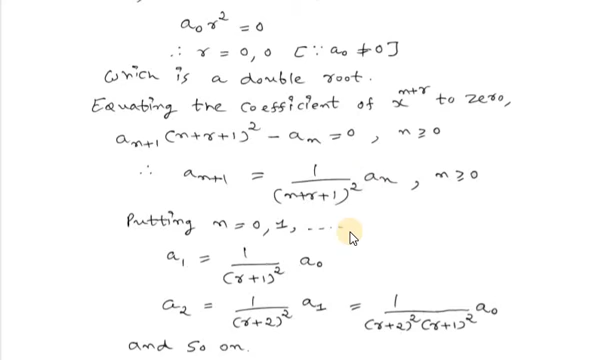 a₀ r² = 0
∴ r = 0, 0 [∵ a₀ ≠ 0]
which is a double root.
Equating the coefficient of x^(n+r) to zero,
aₙ₊₁ (n+r+1)² − aₙ = 0 , n ≥ 0
∴ aₙ₊₁ = 1/(n+r+1)² aₙ , n ≥ 0
Putting n = 0, 1, .....
a₁ = 1/(r+1)² a₀
a₂ = 1/(r+2)² a₁ = 1/((r+2)²(r+1)²) a₀
and so on.